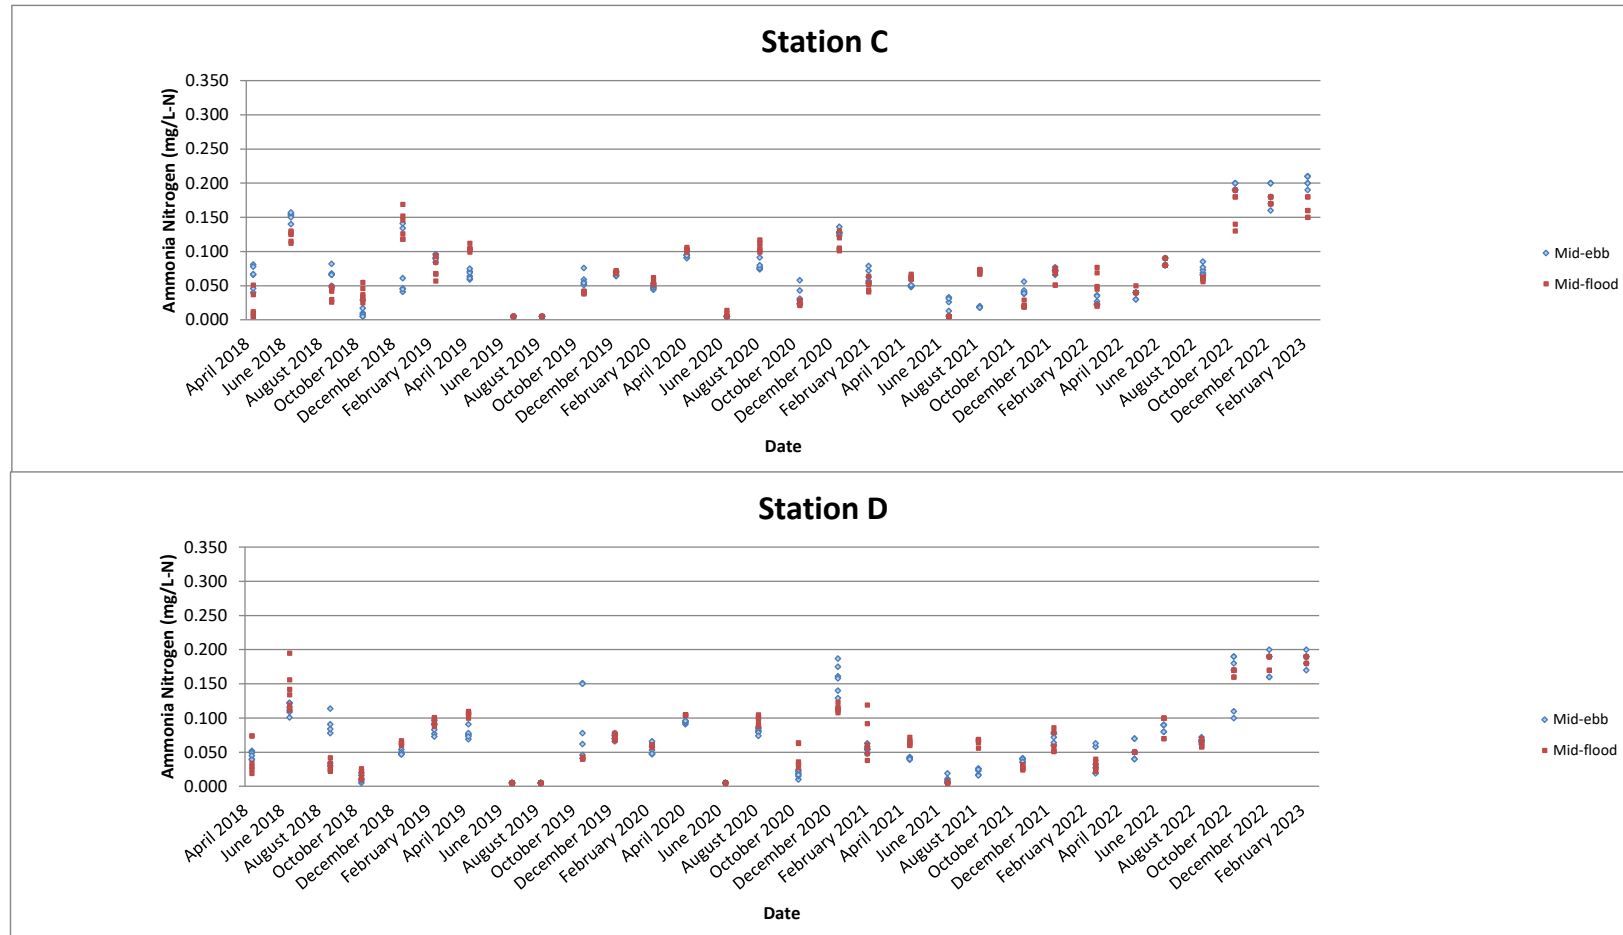 Station C
Ammonia Nitrogen (mg/L-N)
0.350
0.300
0.250
0.200
0.150
0.100
0.050
0.000
April 2018
June 2018
August 2018
October 2018
December 2018
February 2019
April 2019
June 2019
August 2019
October 2019
December 2019
February 2020
April 2020
June 2020
August 2020
October 2020
December 2020
February 2021
April 2021
June 2021
August 2021
October 2021
December 2021
February 2022
April 2022
June 2022
August 2022
October 2022
December 2022
February 2023
Date
Mid-ebb
Mid-flood
Station D
Ammonia Nitrogen (mg/L-N)
0.350
0.300
0.250
0.200
0.150
0.100
0.050
0.000
April 2018
June 2018
August 2018
October 2018
December 2018
February 2019
April 2019
June 2019
August 2019
October 2019
December 2019
February 2020
April 2020
June 2020
August 2020
October 2020
December 2020
February 2021
April 2021
June 2021
August 2021
October 2021
December 2021
February 2022
April 2022
June 2022
August 2022
October 2022
December 2022
February 2023
Date
Mid-ebb
Mid-flood